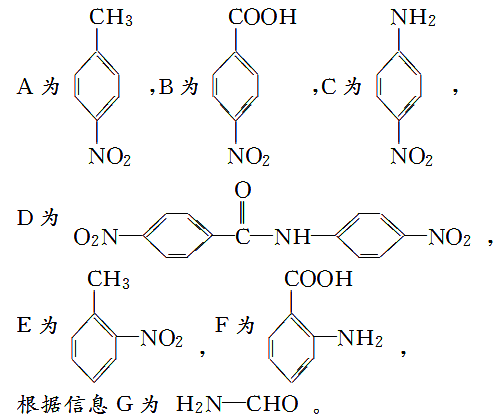 CH3 COOH NH2
A 为 ,B 为 ,C 为 ,
NO2 NO2 NO2
O
D 为 O2N C NH NO2 ,
CH3 COOH
E 为 NO2 , F 为 NH2 ,
根据信息 G 为 H2N—CHO 。